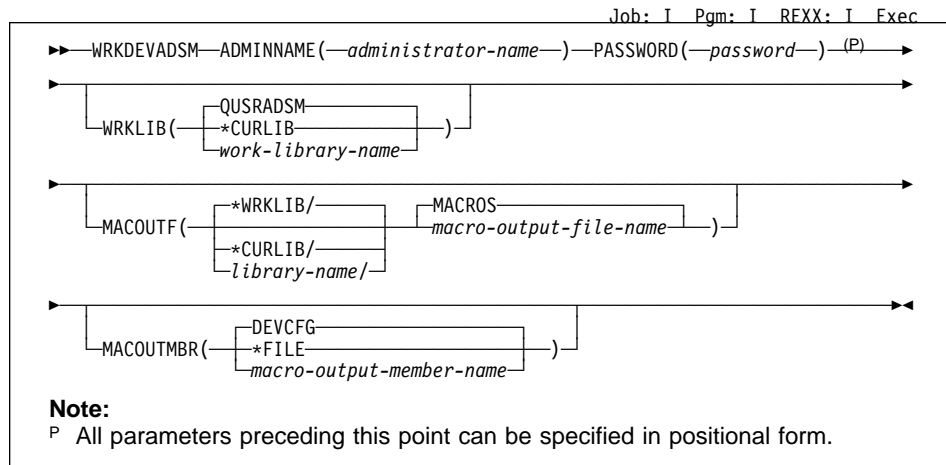 Job: I Pgm: I REXX: I Exec
WRKDEVADSM ADMINNAME( administrator-name ) PASSWORD( password ) (P)
QUSRADSM
WRKLIB( *CURLIB )
work-library-name
*WRKLIB/ MACROS
MACOUTF( macro-output-file-name )
*CURLIB/
library-name/
DEVCFG
MACOUTMBR( *FILE )
macro-output-member-name
Note:
P All parameters preceding this point can be specified in positional form.